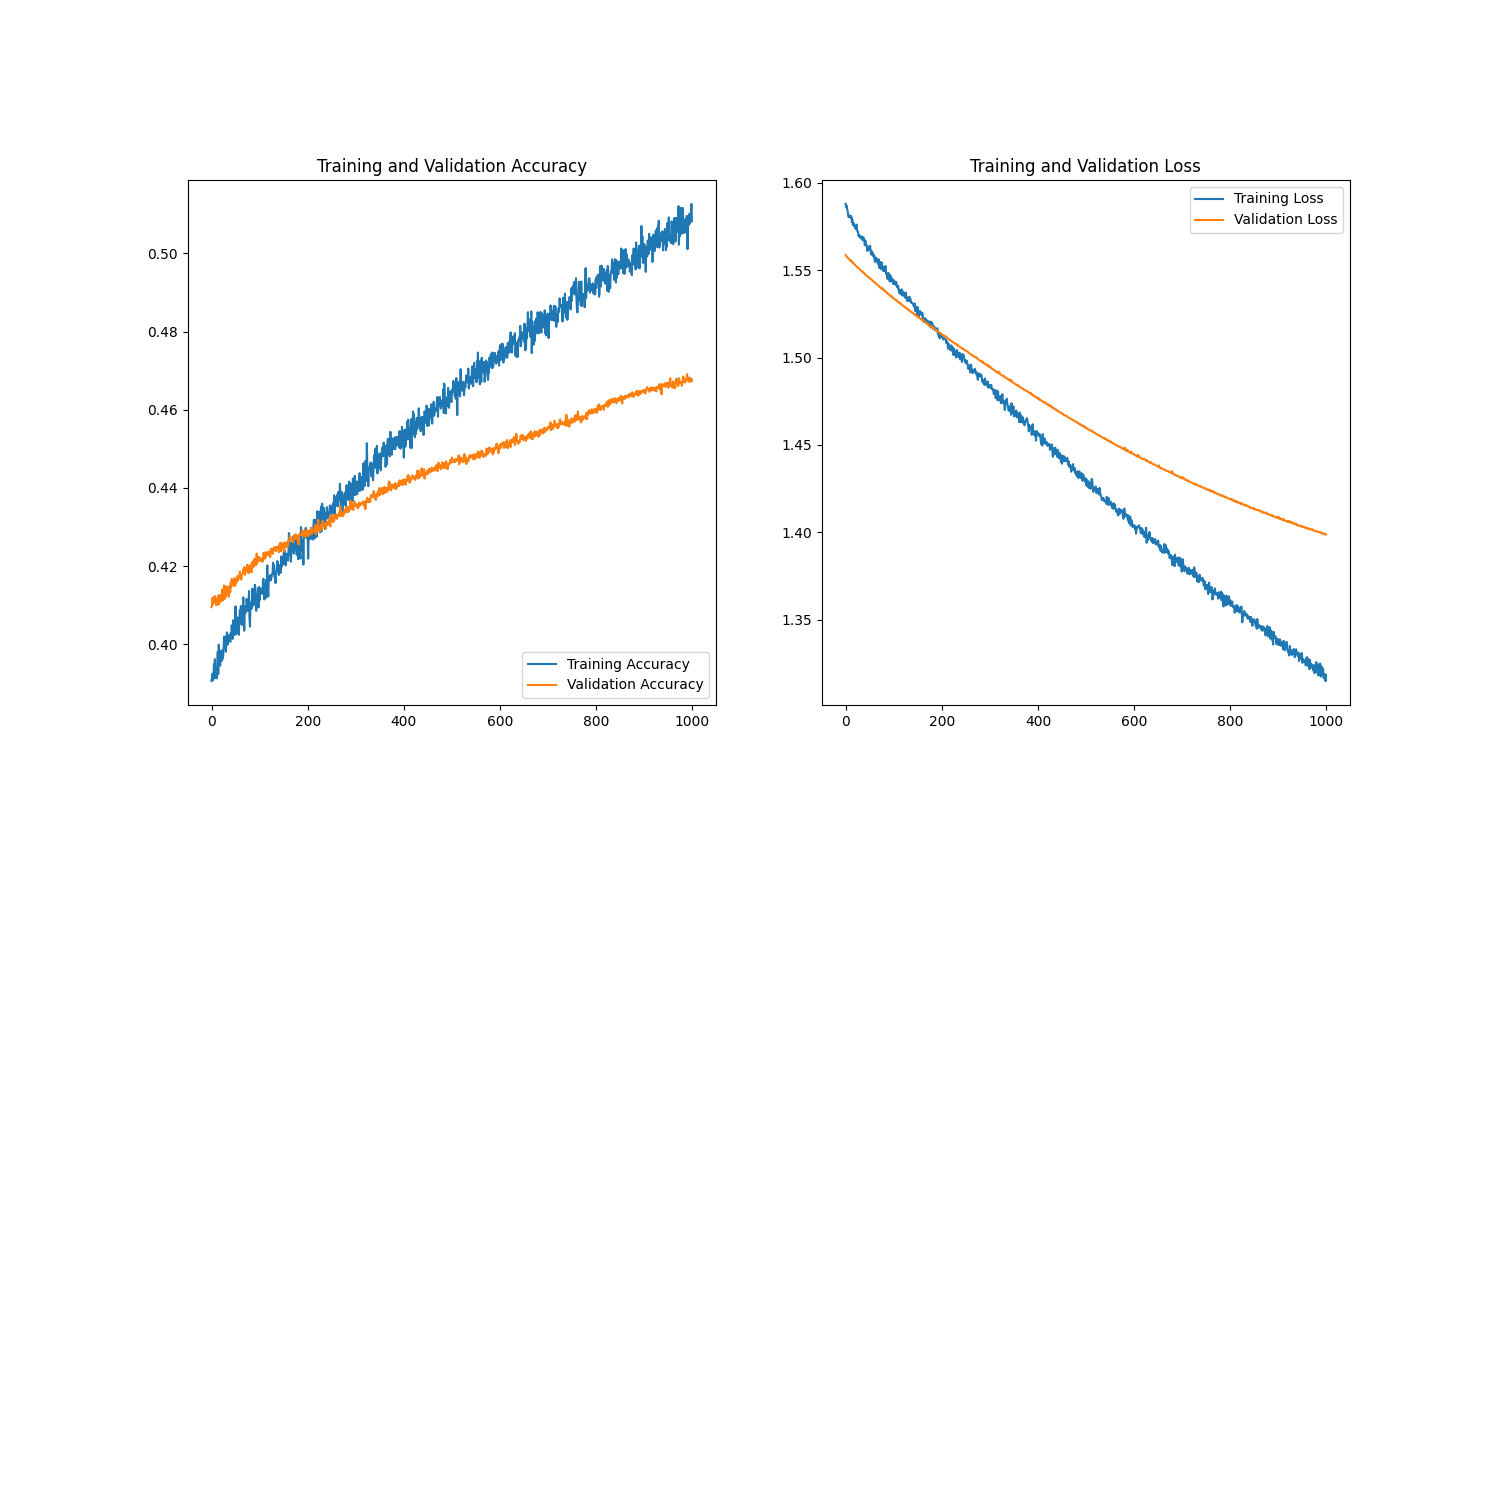 Training and Validation Accuracy
0.50
0.48
0.46
0.44
0.42
0.40
Training Accuracy
Validation Accuracy
0 200 400 600 800 1000
Training and Validation Loss
1.60
1.55
1.50
1.45
1.40
1.35
Training Loss
Validation Loss
0 200 400 600 800 1000